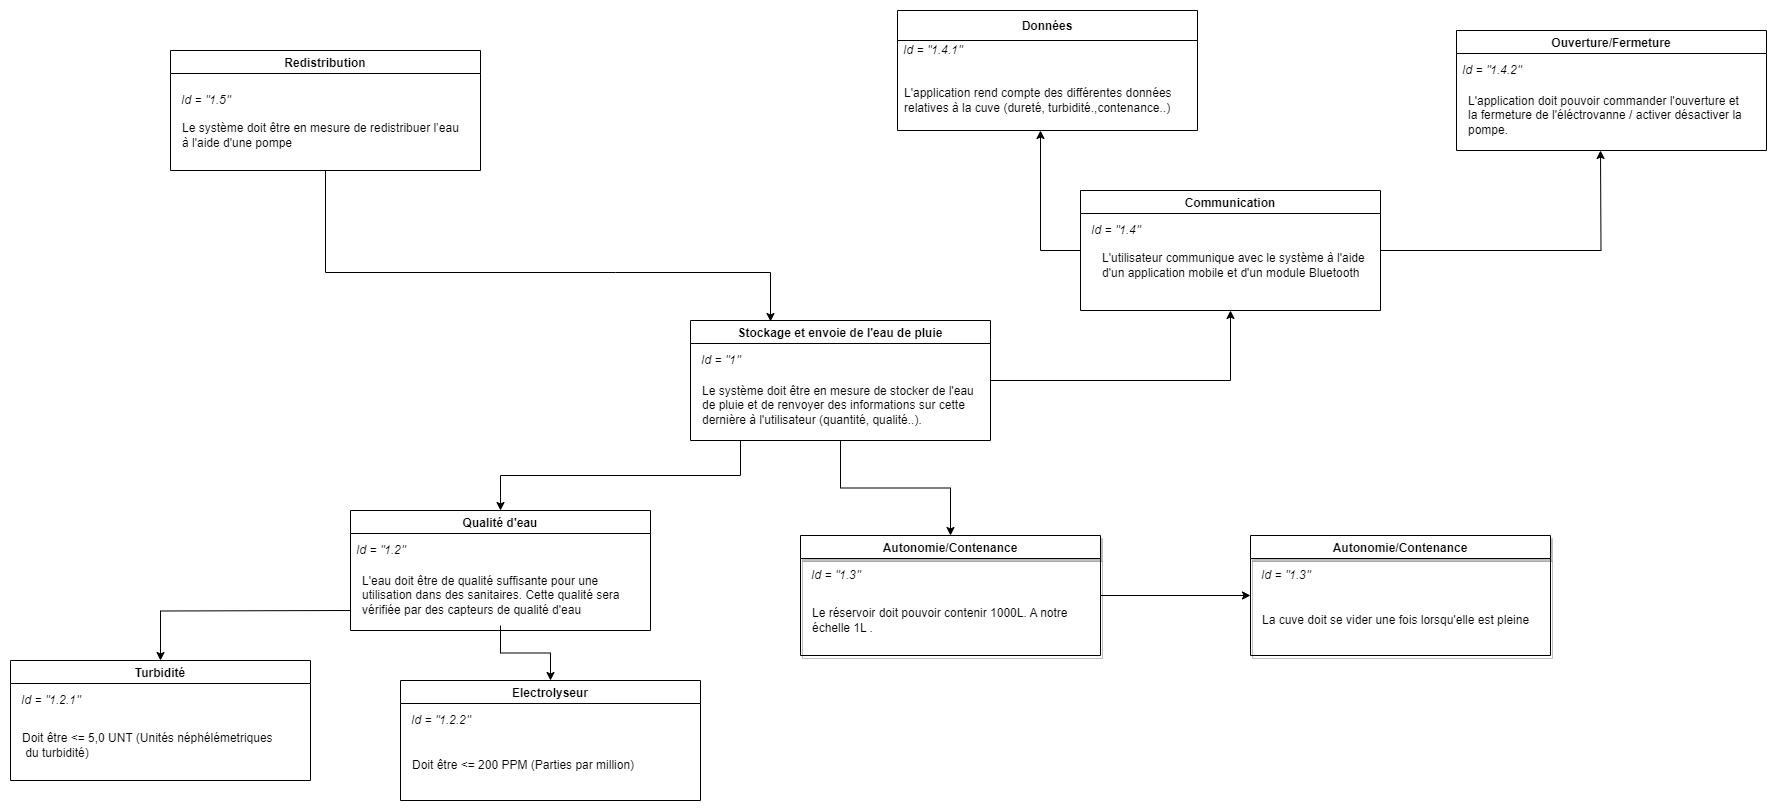 Données
Id = "1.4.1"
L'application rend compte des différentes données
relatives à la cuve (dureté, turbidité.,contenance..)
Ouverture/Fermeture
Id = "1.4.2"
L'application doit pouvoir commander l'ouverture et
la fermeture de l'éléctrovanne / activer désactiver la
pompe.
Redistribution
Id = "1.5"
Le système doit être en mesure de redistribuer l'eau
à l'aide d'une pompe
Communication
Id = "1.4"
L'utilisateur communique avec le système à l'aide
d'un application mobile et d'un module Bluetooth
Stockage et envoie de l'eau de pluie
Id = "1"
Le système doit être en mesure de stocker de l'eau
de pluie et de renvoyer des informations sur cette
dernière à l'utilisateur (quantité, qualité..).
Qualité d'eau
Id = "1.2"
L'eau doit être de qualité suffisante pour une
utilisation dans des sanitaires. Cette qualité sera
vérifiée par des capteurs de qualité d'eau
Autonomie/Contenance
Id = "1.3"
Le réservoir doit pouvoir contenir 1000L. A notre
échelle 1L .
Autonomie/Contenance
Id = "1.3"
La cuve doit se vider une fois lorsqu'elle est pleine
Turbidité
Id = "1.2.1"
Doit être <= 5,0 UNT (Unités néphélémetriques
du turbidité)
Electrolyseur
Id = "1.2.2"
Doit être <= 200 PPM (Parties par million)